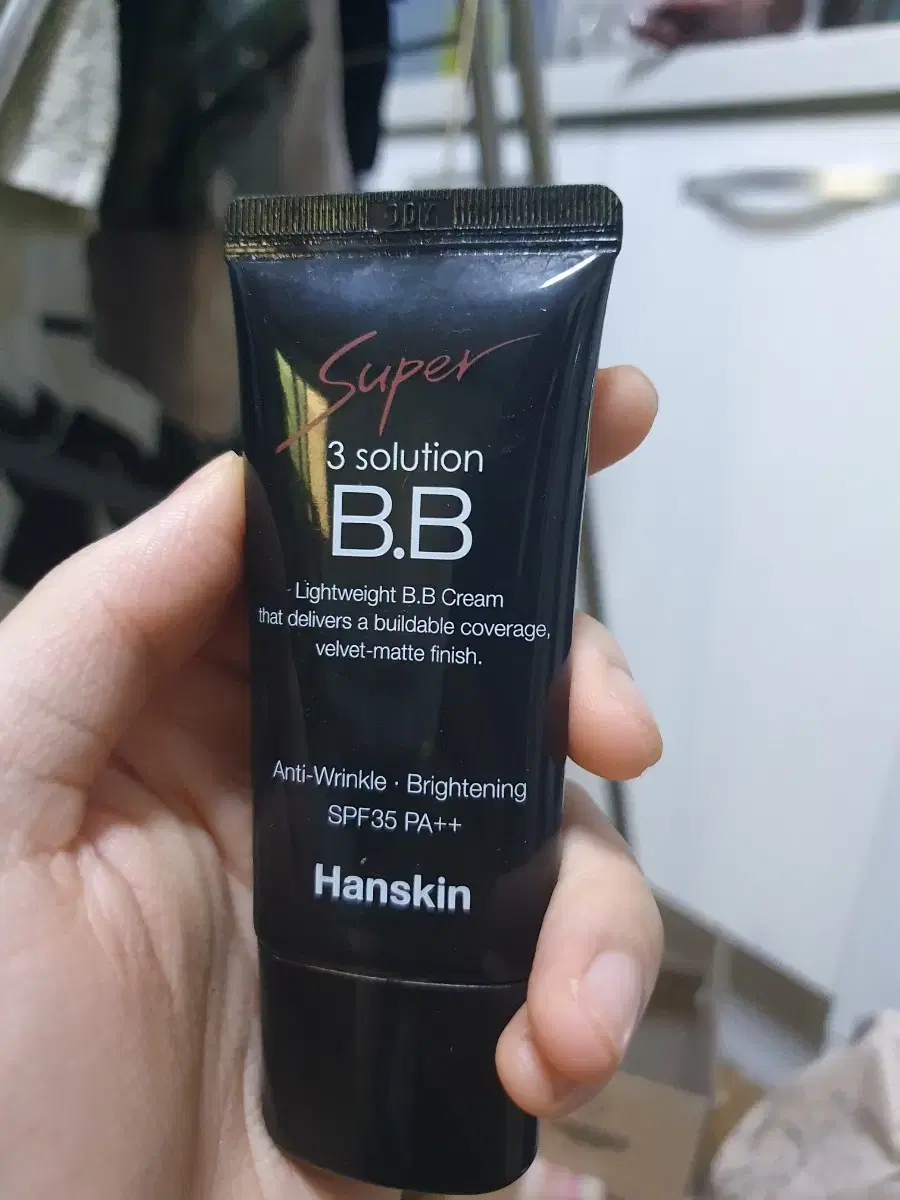 Super
3 solution
B.B
Lightweight B.B Cream
that delivers a buildable coverage,
velvet-matte finish.
Anti-Wrinkle · Brightening
SPF35 PA++
Hanskin